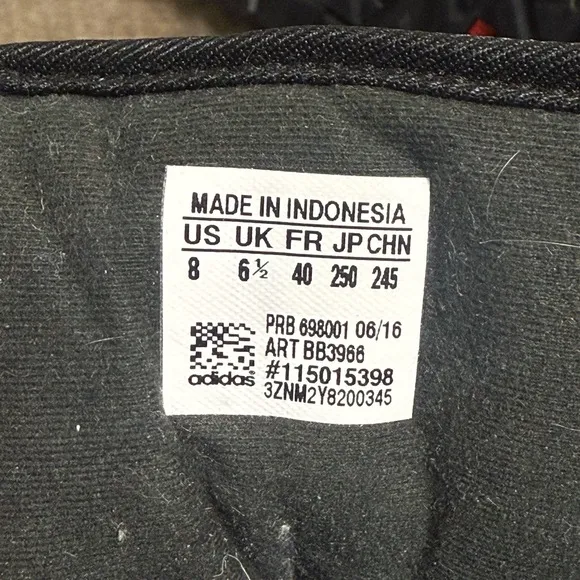 MADE IN INDONESIA
US UK FR JP CHN
8 6½ 40 250 245
PRB 698001 06/16
ART BB3966
#115015398
adidas 3ZNM2Y8200345